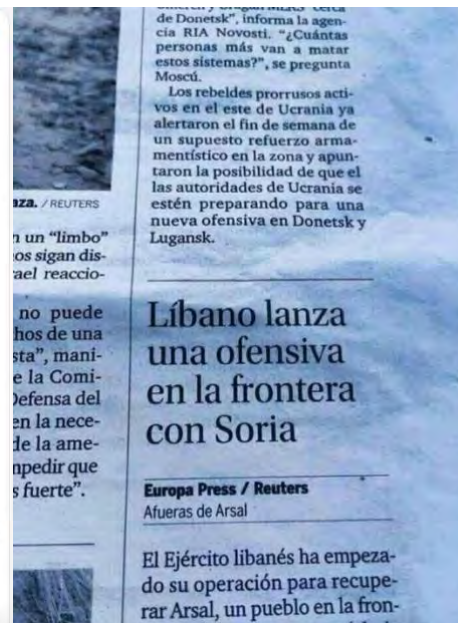 de Donetsk”, informa la agen-
cia RIA Novosti. “¿Cuántas
personas más van a matar
estos sistemas?”, se pregunta
Moscú.
Los rebeldes prorrusos acti-
vos en el este de Ucrania ya
alertaron el fin de semana de
un supuesto refuerzo arma-
mentístico en la zona y apun-
taron la posibilidad de que el
las autoridades de Ucrania se
estén preparando para una
nueva ofensiva en Donetsk y
Lugansk.
aza. / REUTERS
n un “limbo”
os sigan dis-
rael reaccio-
no puede
hos de una
sta”, mani-
e la Comi-
Defensa del
en la nece-
de la ame-
mpedir que
s fuerte”.
Líbano lanza
una ofensiva
en la frontera
con Soria
Europa Press / Reuters
Afueras de Arsal
El Ejército libanés ha empeza-
do su operación para recupe-
rar Arsal, un pueblo en la fron-